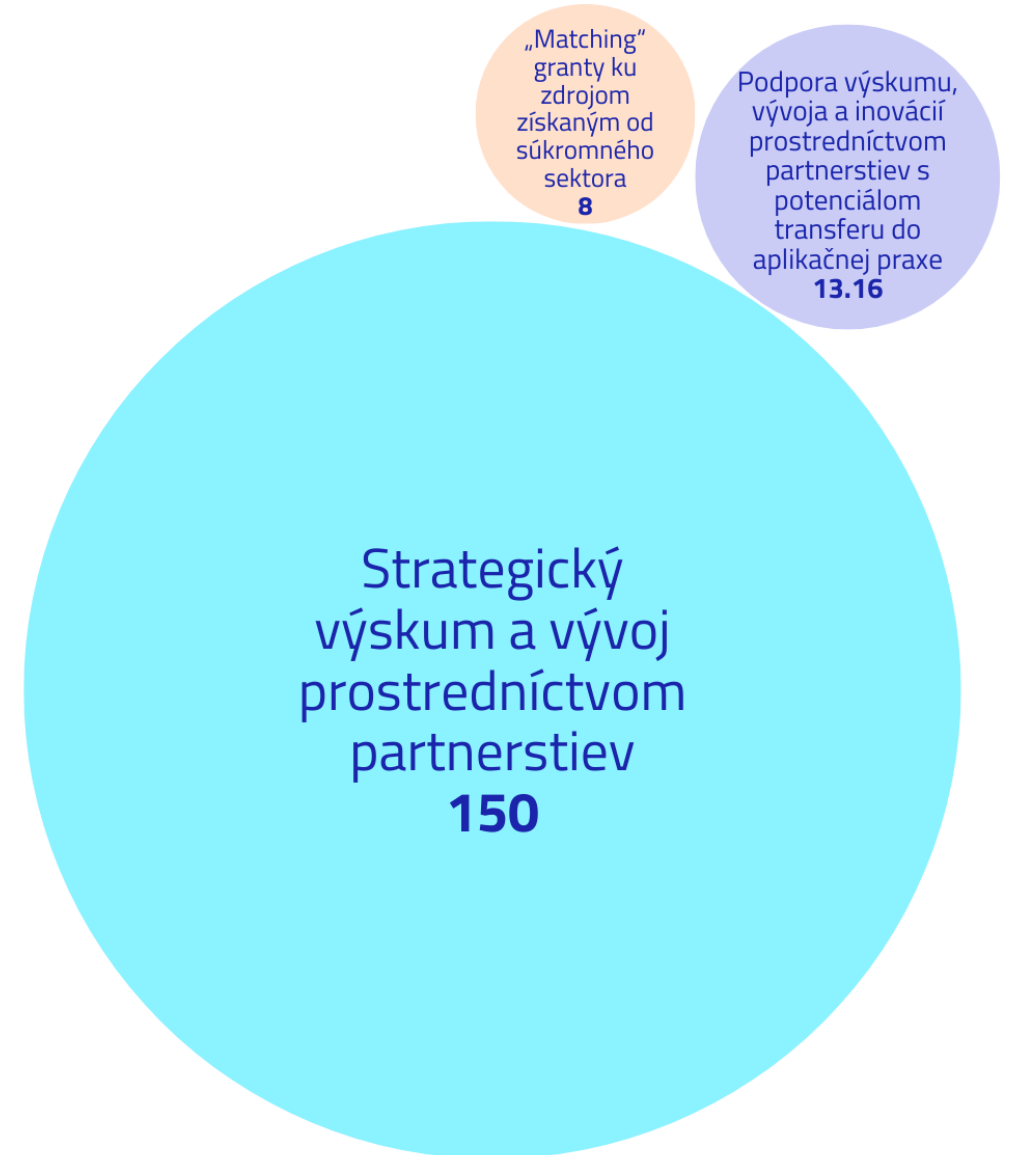 „Matching“
granty ku
zdrojom
získaným od
súkromného
sektora
8
Podpora výskumu,
vývoja a inovácií
prostredníctvom
partnerstiev s
potenciálom
transferu do
aplikačnej praxe
13.16
Strategický
výskum a vývoj
prostredníctvom
partnerstiev
150